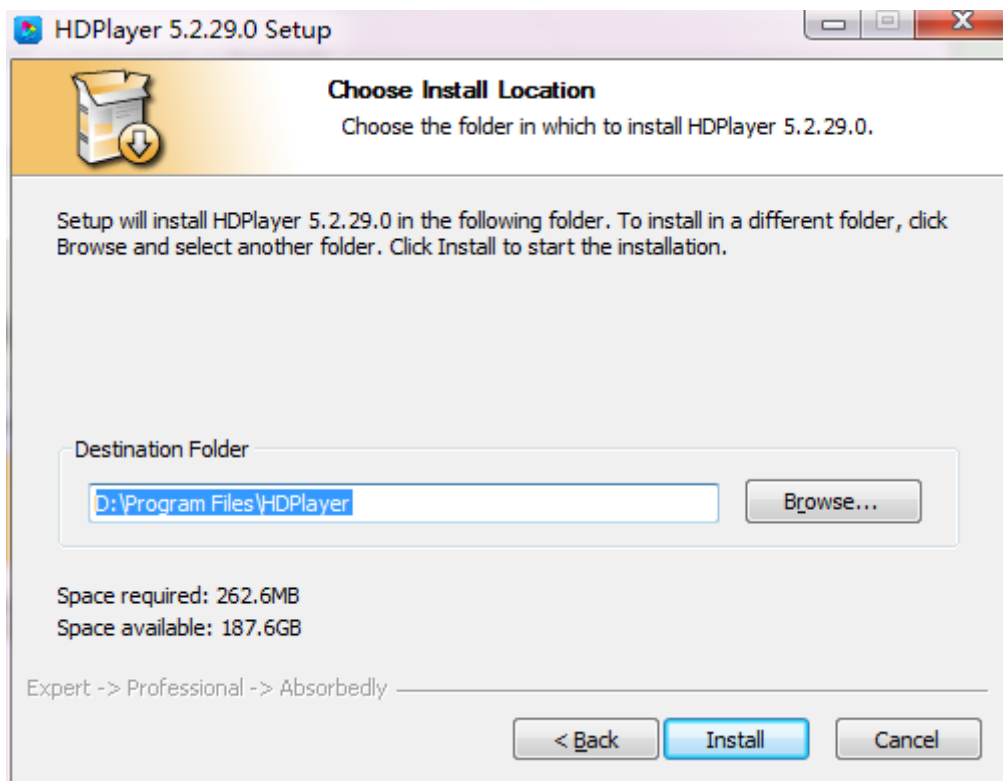 HDPlayer 5.2.29.0 Setup
Choose Install Location
Choose the folder in which to install HDPlayer 5.2.29.0.
Setup will install HDPlayer 5.2.29.0 in the following folder. To install in a different folder, click
Browse and select another folder. Click Install to start the installation.
Destination Folder
D:\Program Files\HDPlayer
Browse...
Space required: 262.6MB
Space available: 187.6GB
Expert -> Professional -> Absorbedly
< Back
Install
Cancel